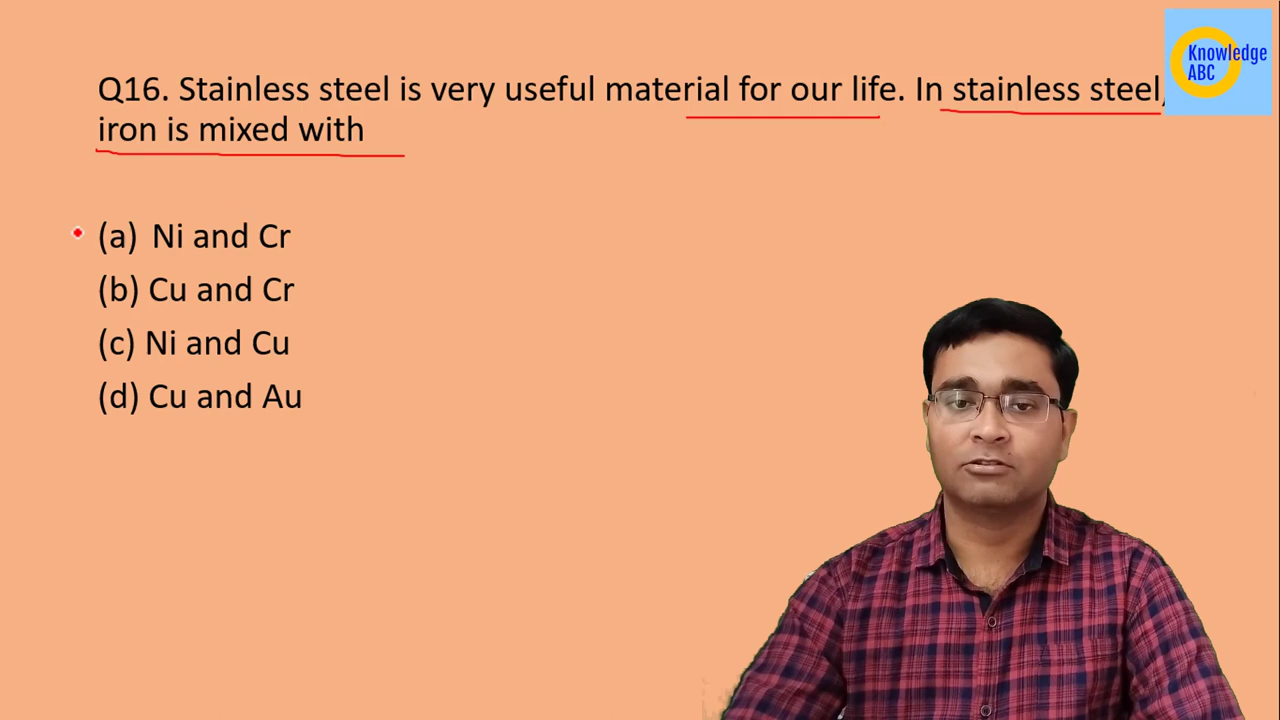 Knowledge
ABC
Q16. Stainless steel is very useful material for our life. In stainless steel,
iron is mixed with
(a) Ni and Cr
(b) Cu and Cr
(c) Ni and Cu
(d) Cu and Au